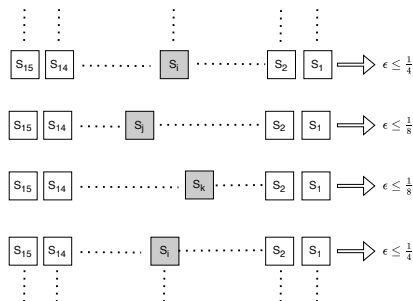 S₁₅ S₁₄ Sᵢ S₂ S₁ ϵ ≤ 1/4
S₁₅ S₁₄ Sⱼ S₂ S₁ ϵ ≤ 1/8
S₁₅ S₁₄ Sₖ S₂ S₁ ϵ ≤ 1/8
S₁₅ S₁₄ Sᵢ S₂ S₁ ϵ ≤ 1/4